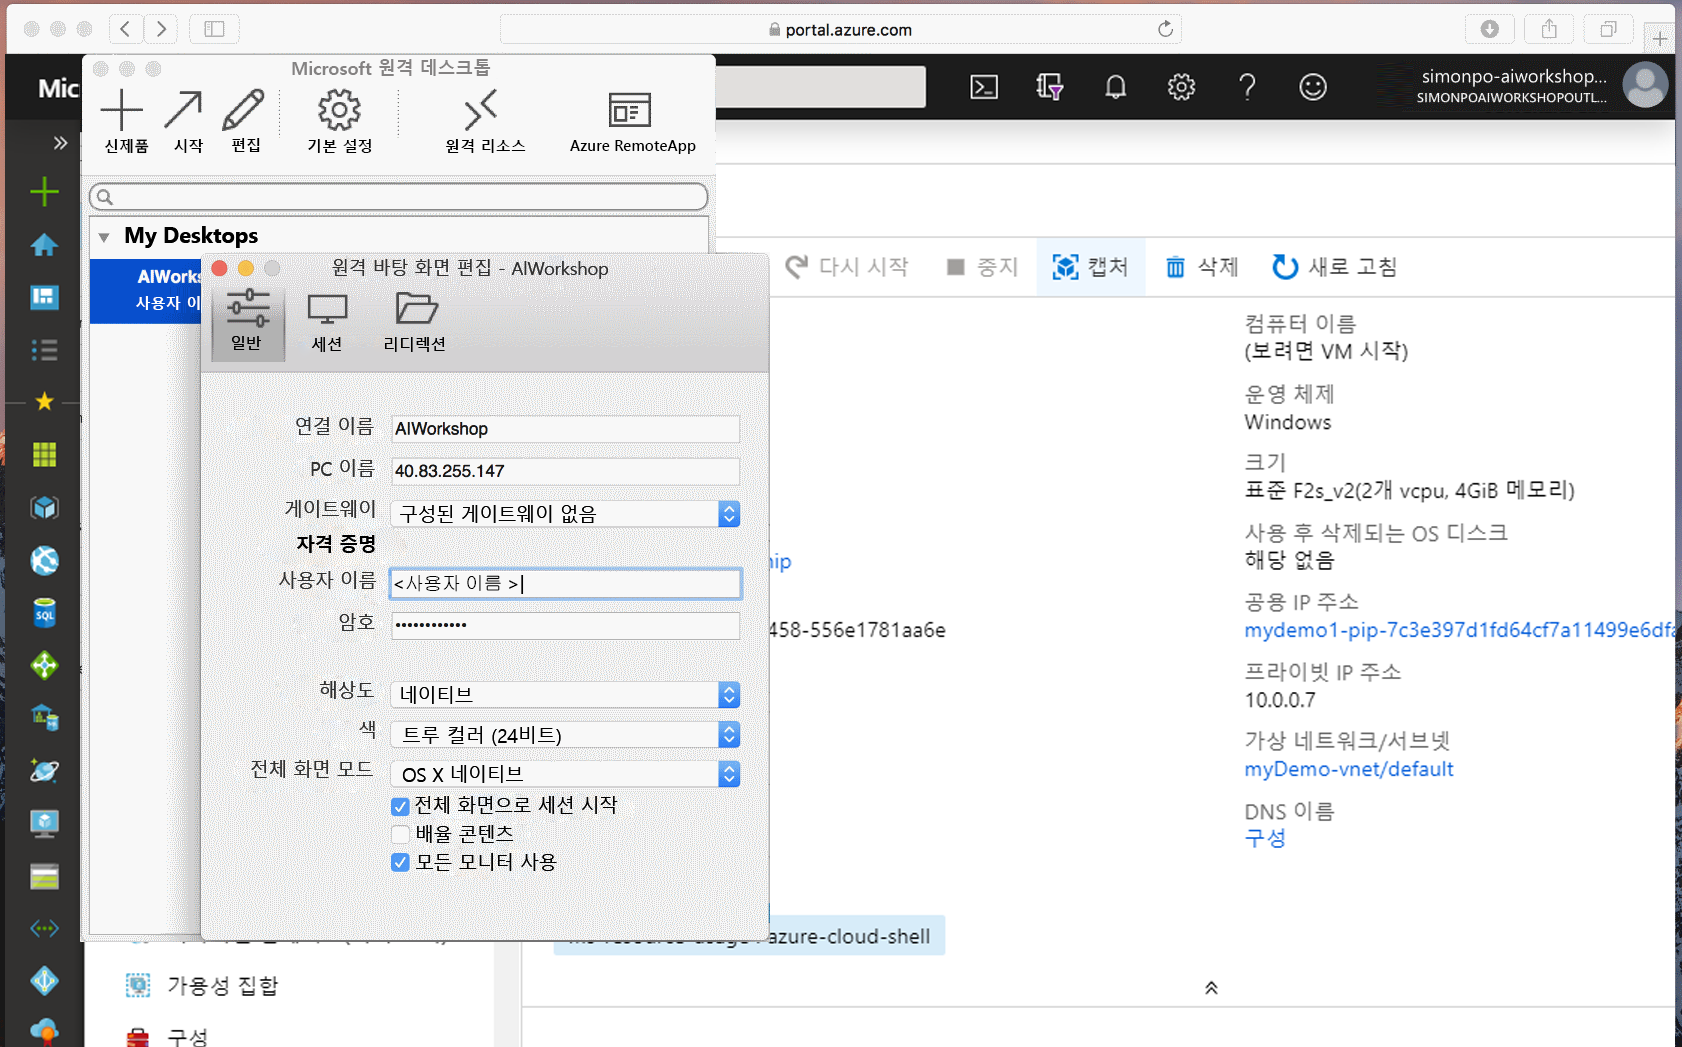 portal.azure.com
Mic
simonpo-aiworkshop...
SIMONPOAIWORKSHOPOUTL...
Microsoft 원격 데스크톱
신제품
시작
편집
기본 설정
원격 리소스
Azure RemoteApp
My Desktops
AIWorks
사용자 이
원격 바탕 화면 편집 - AIWorkshop
일반
세션
리디렉션
연결 이름
AIWorkshop
PC 이름
40.83.255.147
게이트웨이
구성된 게이트웨이 없음
자격 증명
사용자 이름
<사용자 이름 >
암호
••••••••••••
해상도
네이티브
색
트루 컬러 (24비트)
전체 화면 모드
OS X 네이티브
전체 화면으로 세션 시작
배율 콘텐츠
모든 모니터 사용
다시 시작
중지
캡처
삭제
새로 고침
컴퓨터 이름
(보려면 VM 시작)
운영 체제
Windows
크기
표준 F2s_v2(2개 vcpu, 4GiB 메모리)
사용 후 삭제되는 OS 디스크
해당 없음
공용 IP 주소
mydemo1-pip-7c3e397d1fd64cf7a11499e6dfa
프라이빗 IP 주소
10.0.0.7
가상 네트워크/서브넷
myDemo-vnet/default
DNS 이름
구성
hip
458-556e1781aa6e
azure-cloud-shell
가용성 집합
구성
SQL